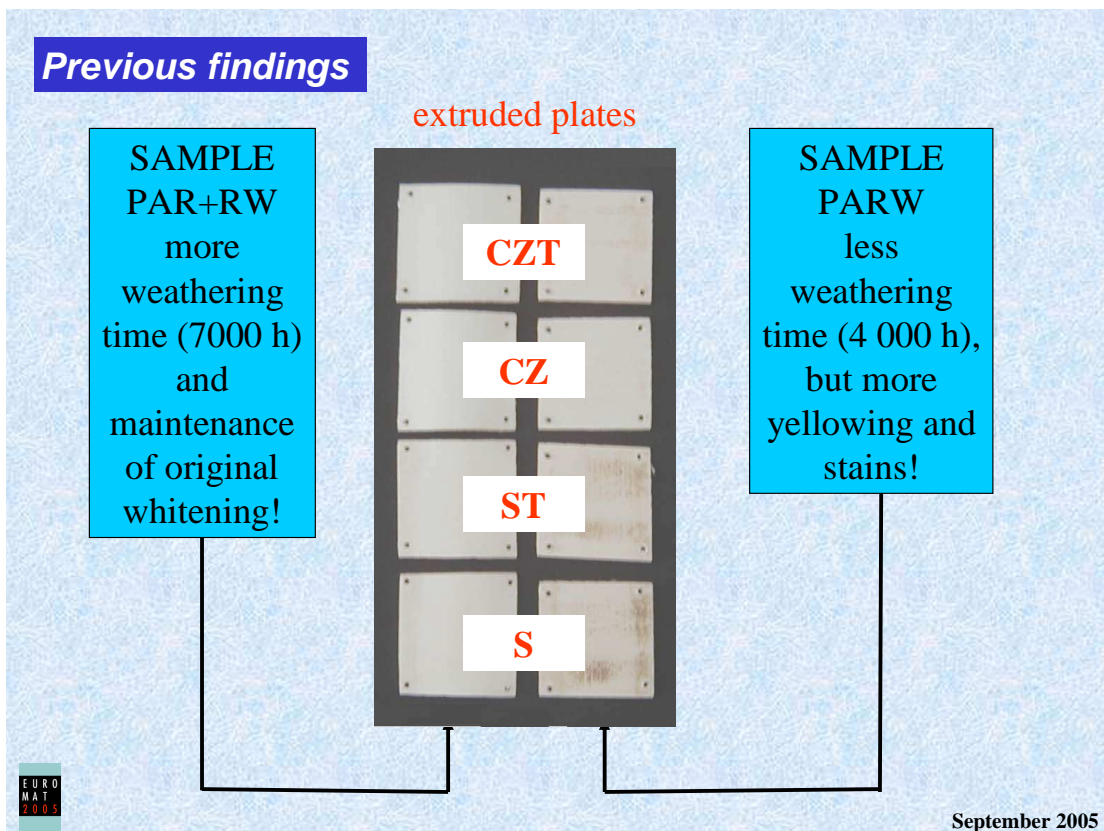 Previous findings
extruded plates
SAMPLE
PAR+RW
more
weathering
time (7000 h)
and
maintenance
of original
whitening!
CZT
CZ
ST
S
SAMPLE
PARW
less
weathering
time (4 000 h),
but more
yellowing and
stains!
EURO
MAT
2005
September 2005